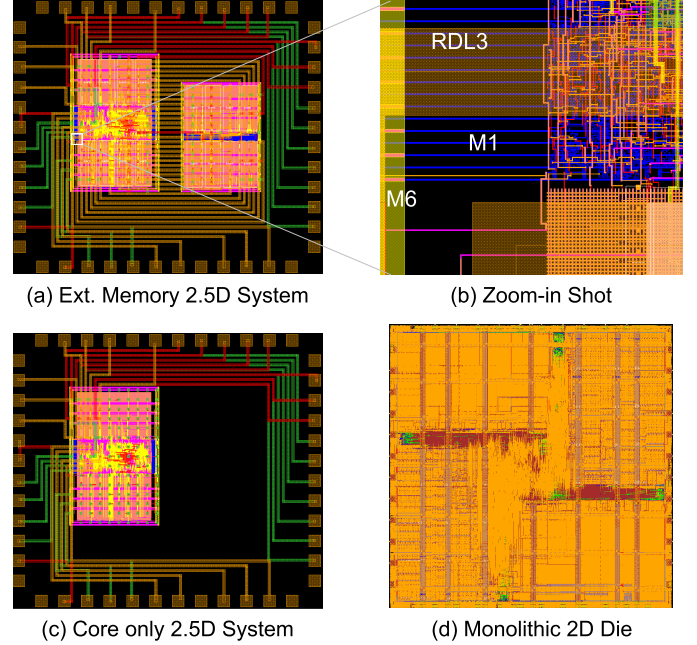 RDL3
M1
M6
(a) Ext. Memory 2.5D System
(b) Zoom-in Shot
(c) Core only 2.5D System
(d) Monolithic 2D Die